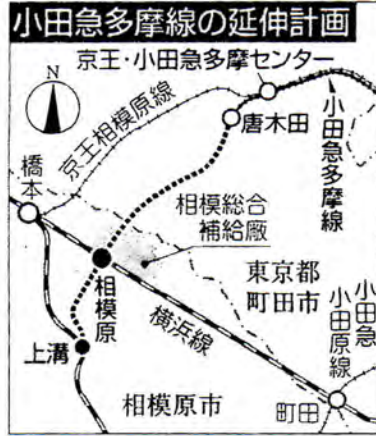 小田急多摩線の延伸計画
京王・小田急多摩センター
N
唐木田
京王相模原線
小田急多摩線
橋本
相模総合
補給廠
相模原
東京都
町田市
横浜線
小田急
小田原線
上溝
相模原市
町田